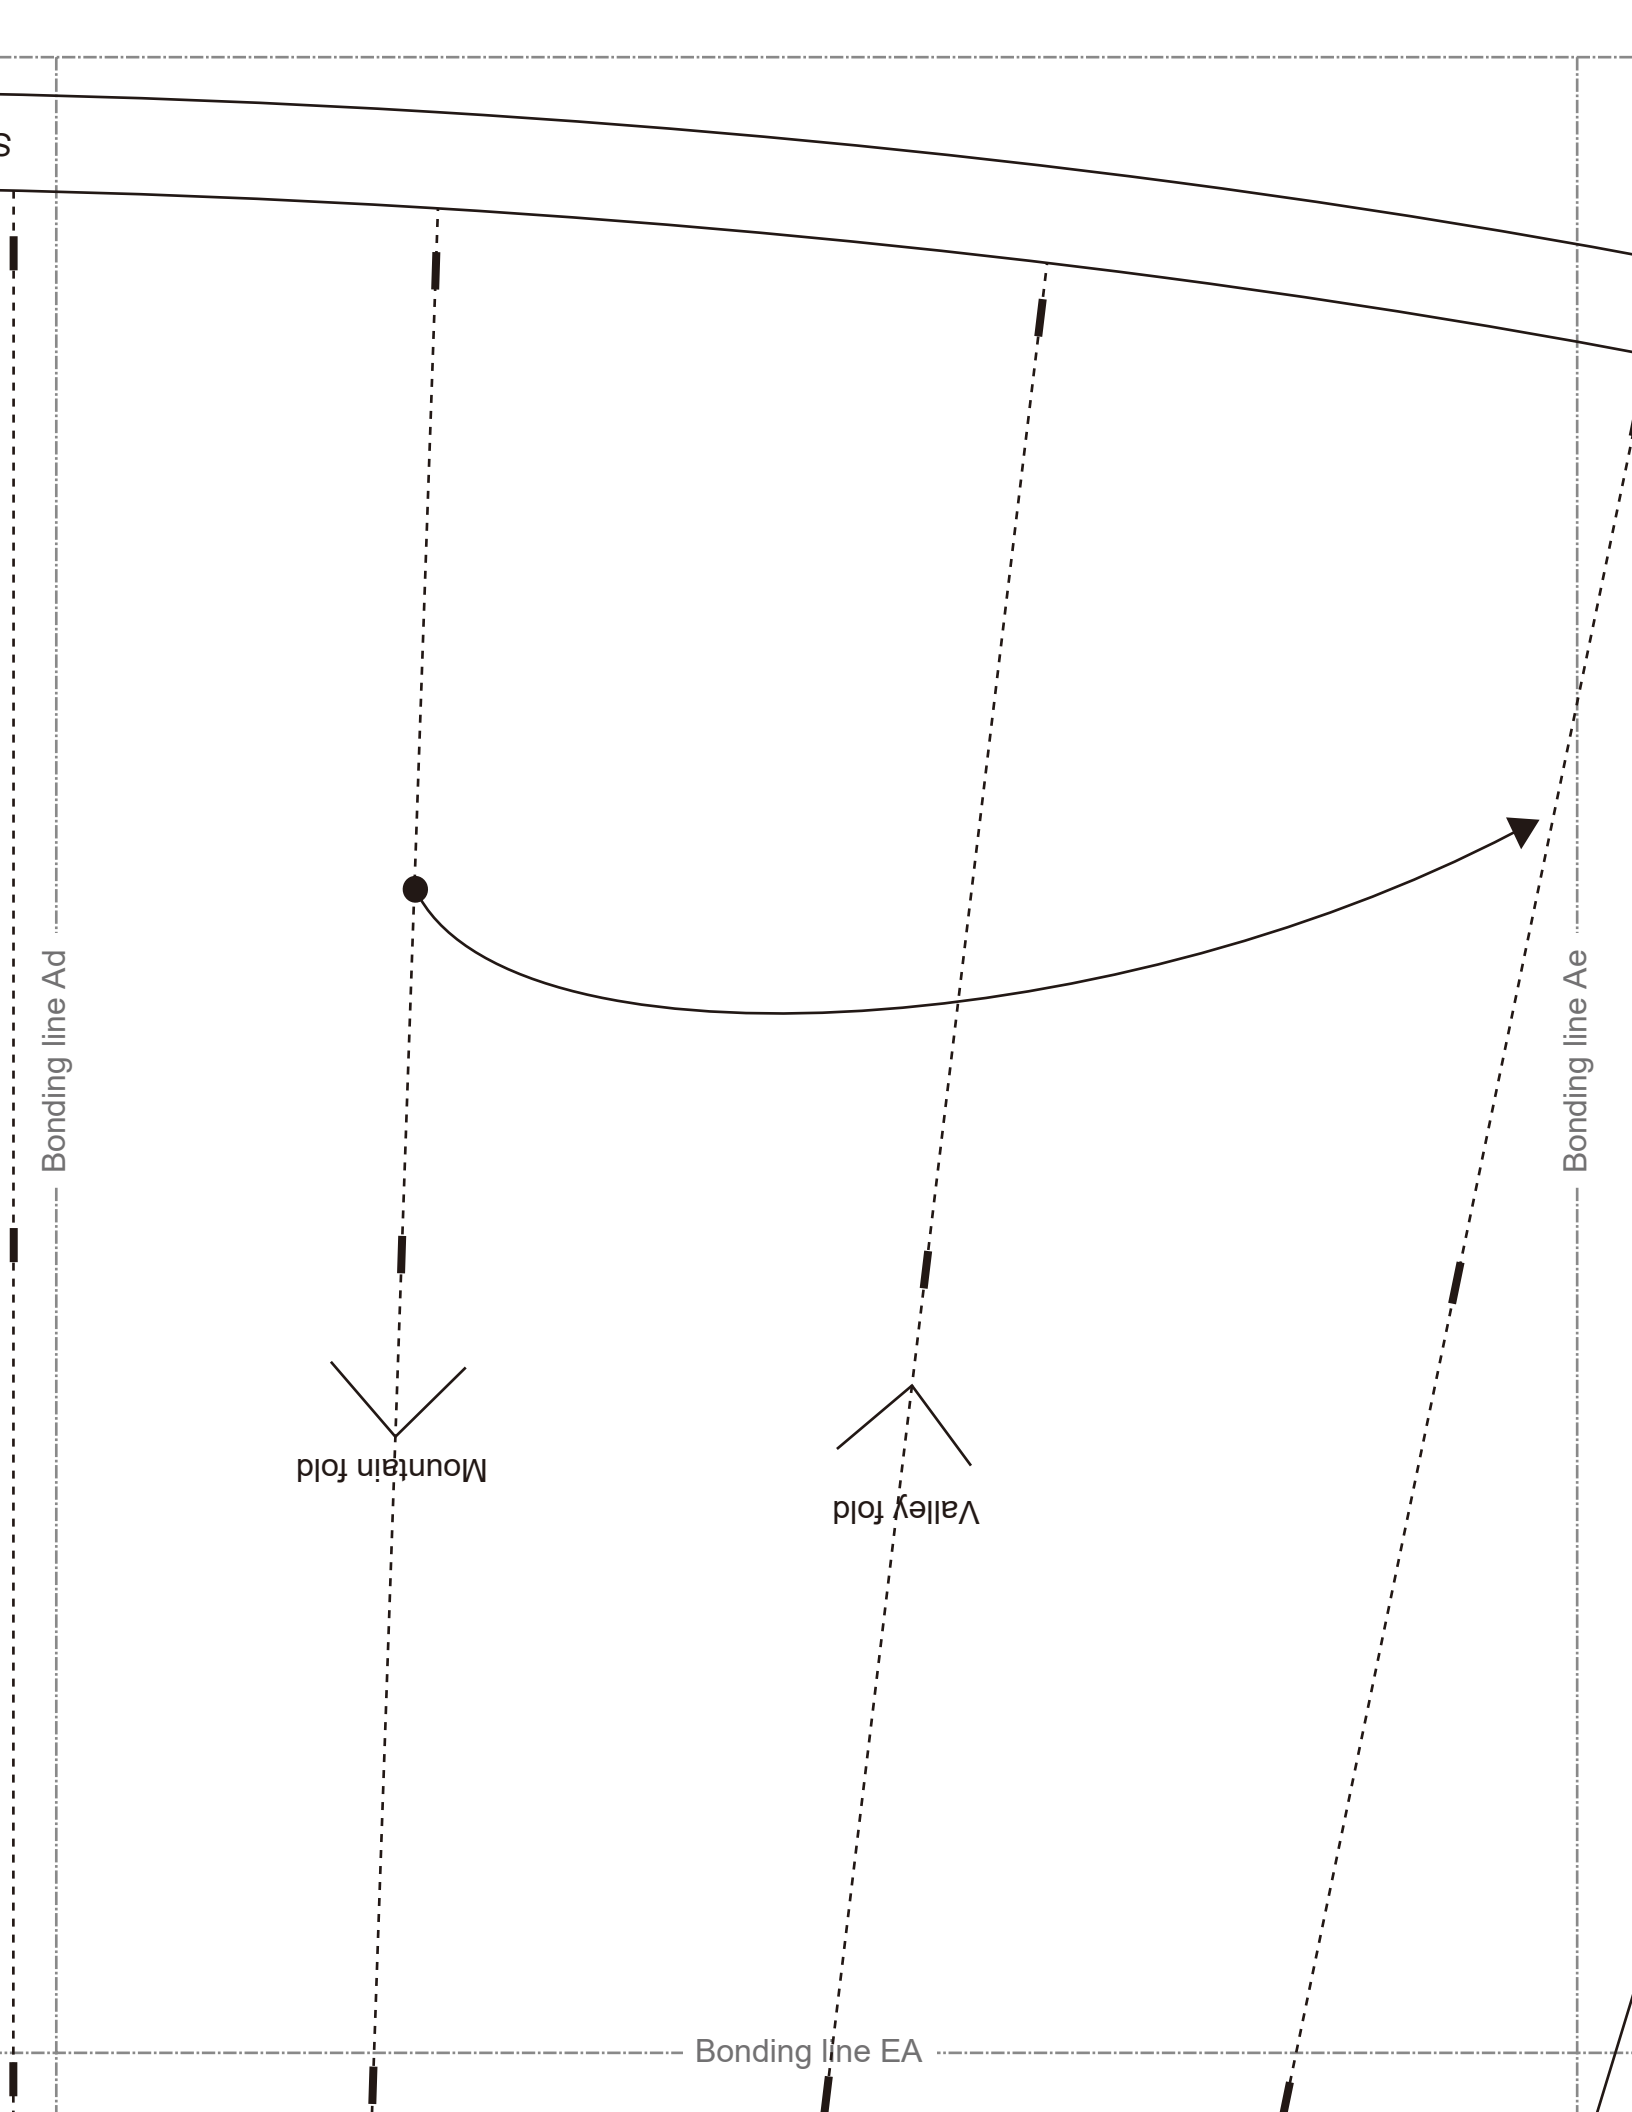 s
Bonding line Ad
Bonding line Ae
Mountain fold
Valley fold
Bonding line EA